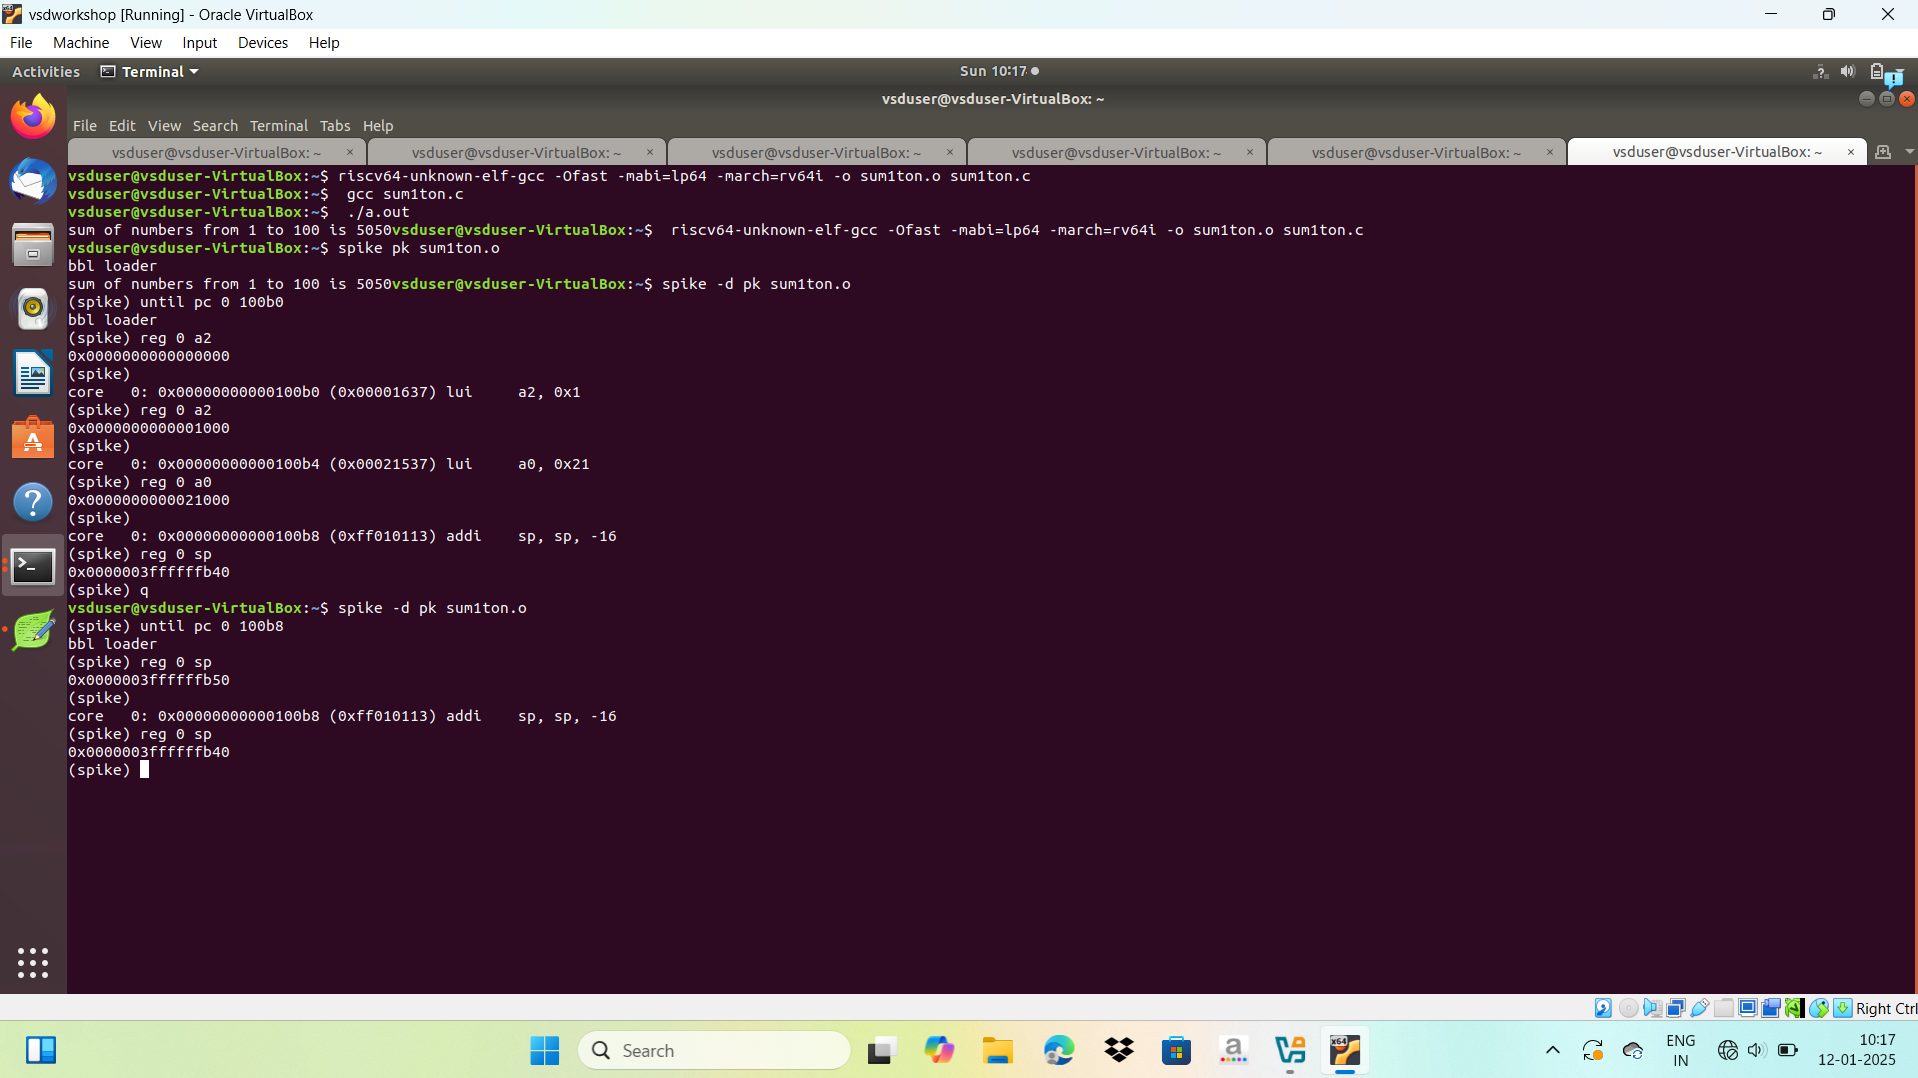 vsdworkshop [Running] - Oracle VirtualBox
File Machine View Input Devices Help
Activities Terminal Sun 10:17
vsduser@vsduser-VirtualBox: ~
File Edit View Search Terminal Tabs Help
vsduser@vsduser-VirtualBox: ~ × vsduser@vsduser-VirtualBox: ~ × vsduser@vsduser-VirtualBox: ~ × vsduser@vsduser-VirtualBox: ~ × vsduser@vsduser-VirtualBox: ~ × vsduser@vsduser-VirtualBox: ~ ×
vsduser@vsduser-VirtualBox:~$ riscv64-unknown-elf-gcc -Ofast -mabi=lp64 -march=rv64i -o sum1ton.o sum1ton.c
vsduser@vsduser-VirtualBox:~$  gcc sum1ton.c
vsduser@vsduser-VirtualBox:~$  ./a.out
sum of numbers from 1 to 100 is 5050vsduser@vsduser-VirtualBox:~$  riscv64-unknown-elf-gcc -Ofast -mabi=lp64 -march=rv64i -o sum1ton.o sum1ton.c
vsduser@vsduser-VirtualBox:~$ spike pk sum1ton.o
bbl loader
sum of numbers from 1 to 100 is 5050vsduser@vsduser-VirtualBox:~$ spike -d pk sum1ton.o
(spike) until pc 0 100b0
bbl loader
(spike) reg 0 a2
0x0000000000000000
(spike)
core   0: 0x00000000000100b0 (0x00001637) lui     a2, 0x1
(spike) reg 0 a2
0x0000000000001000
(spike)
core   0: 0x00000000000100b4 (0x00021537) lui     a0, 0x21
(spike) reg 0 a0
0x0000000000021000
(spike)
core   0: 0x00000000000100b8 (0xff010113) addi    sp, sp, -16
(spike) reg 0 sp
0x0000003ffffffb40
(spike) q
vsduser@vsduser-VirtualBox:~$ spike -d pk sum1ton.o
(spike) until pc 0 100b8
bbl loader
(spike) reg 0 sp
0x0000003ffffffb50
(spike)
core   0: 0x00000000000100b8 (0xff010113) addi    sp, sp, -16
(spike) reg 0 sp
0x0000003ffffffb40
(spike)
Right Ctrl
Search
ENG
IN
10:17
12-01-2025